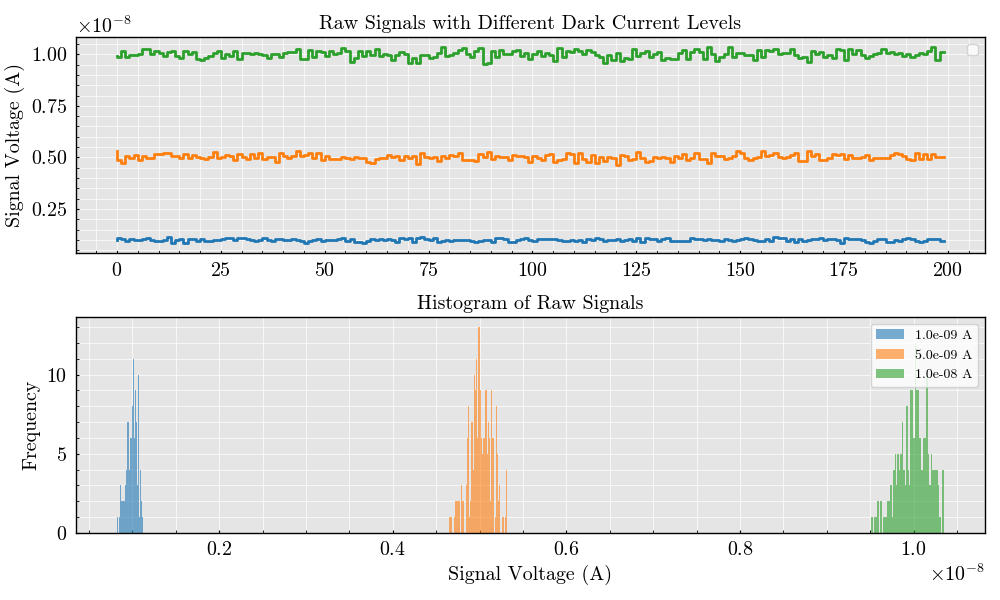 Raw Signals with Different Dark Current Levels
×10⁻⁸
Signal Voltage (A)
1.00
0.75
0.50
0.25
0 25 50 75 100 125 150 175 200
Histogram of Raw Signals
Frequency
10
5
0
1.0e-09 A
5.0e-09 A
1.0e-08 A
0.2 0.4 0.6 0.8 1.0
Signal Voltage (A)
×10⁻⁸